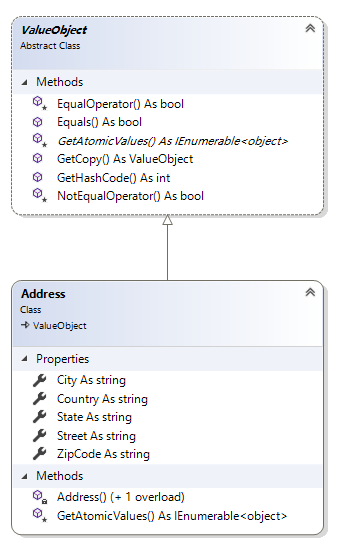 ValueObject
Abstract Class
Methods
EqualOperator() As bool
Equals() As bool
GetAtomicValues() As IEnumerable<object>
GetCopy() As ValueObject
GetHashCode() As int
NotEqualOperator() As bool
Address
Class
ValueObject
Properties
City As string
Country As string
State As string
Street As string
ZipCode As string
Methods
Address() (+ 1 overload)
GetAtomicValues() As IEnumerable<object>